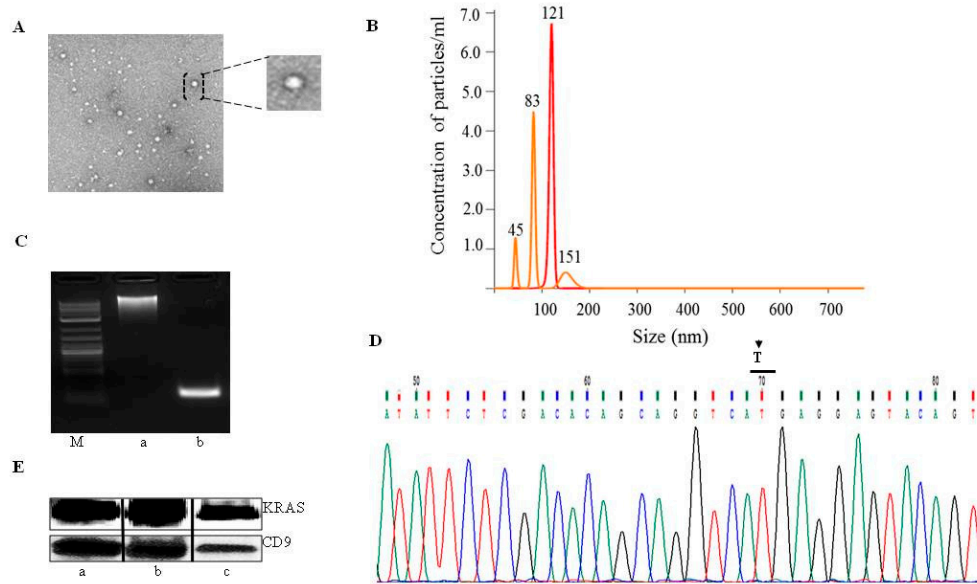 A
B
Concentration of particles/ml
7.0
6.0
5.0
4.0
3.0
2.0
1.0
45
83
121
151
100 200 300 400 500 600 700
Size (nm)
C
M a b
D
T
50 60 70 80
A T A T T C T C G A C A C A G C A G G T C A T G A G G A G T A C A G T
E
KRAS
CD9
a b c